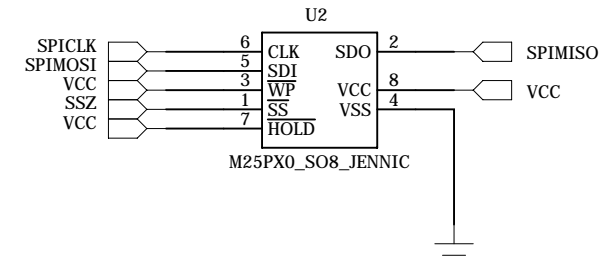 U2
SPICLK 6 CLK SDO 2 SPIMISO
SPIMOSI 5 SDI
VCC 3 WP VCC 8 VCC
SSZ 1 SS VSS 4
VCC 7 HOLD
M25PX0_SO8_JENNIC